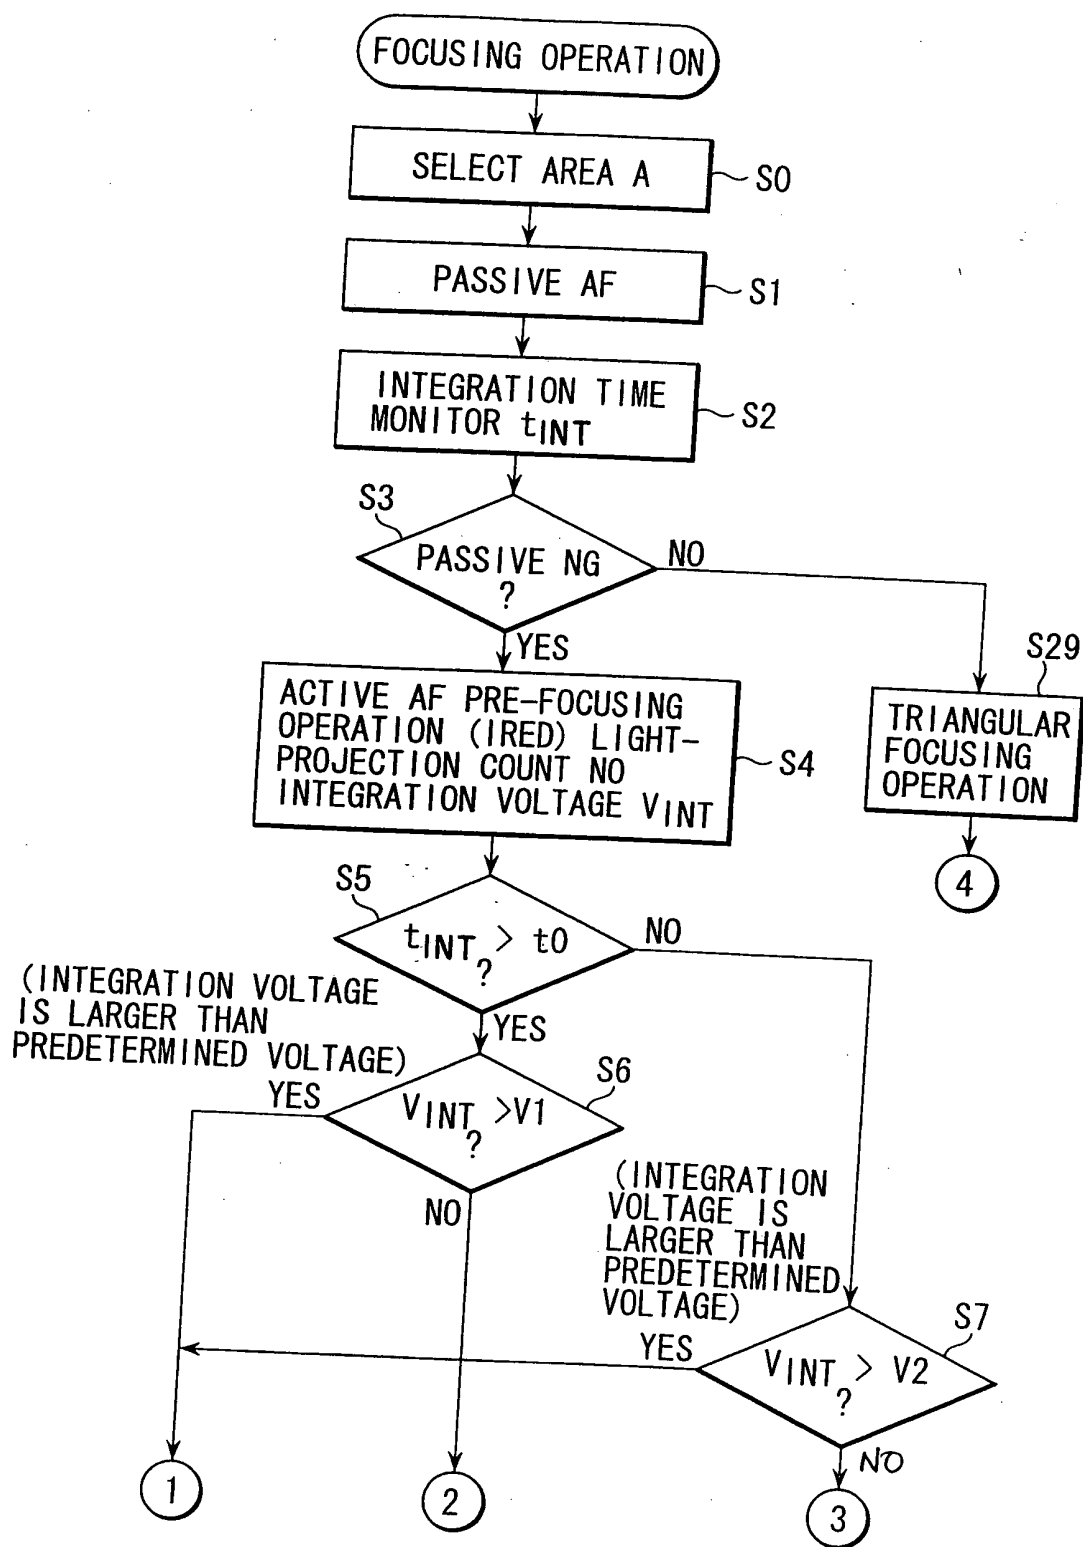 FOCUSING OPERATION
SELECT AREA A
S0
PASSIVE AF
S1
INTEGRATION TIME
MONITOR tINT
S2
S3
PASSIVE NG
?
NO
YES
S29
TRIANGULAR
FOCUSING
OPERATION
4
ACTIVE AF PRE-FOCUSING
OPERATION (IRED) LIGHT-
PROJECTION COUNT NO
INTEGRATION VOLTAGE VINT
S4
S5
tINT > t0
?
NO
YES
(INTEGRATION VOLTAGE
IS LARGER THAN
PREDETERMINED VOLTAGE)
YES
S6
VINT >V1
?
NO
(INTEGRATION
VOLTAGE IS
LARGER THAN
PREDETERMINED
VOLTAGE)
YES
S7
VINT > V2
?
NO
1
2
3